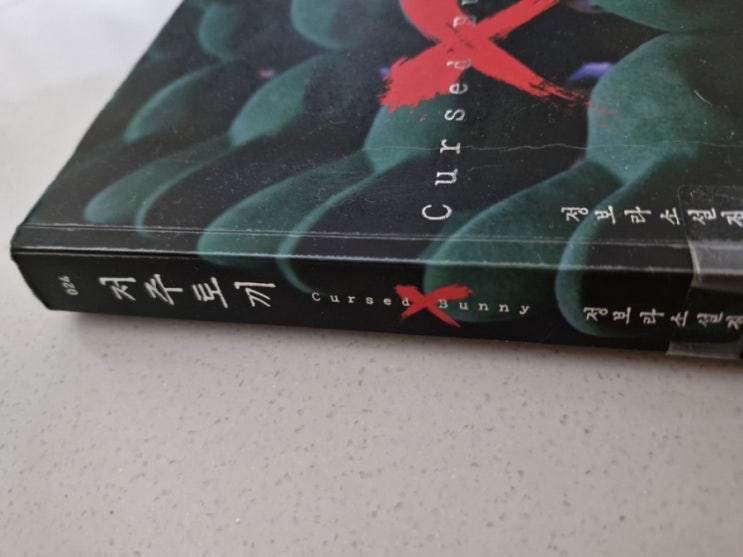 Cursed
정보라 소설집
024
저주토끼
Cursed Bunny
정보라 소설집